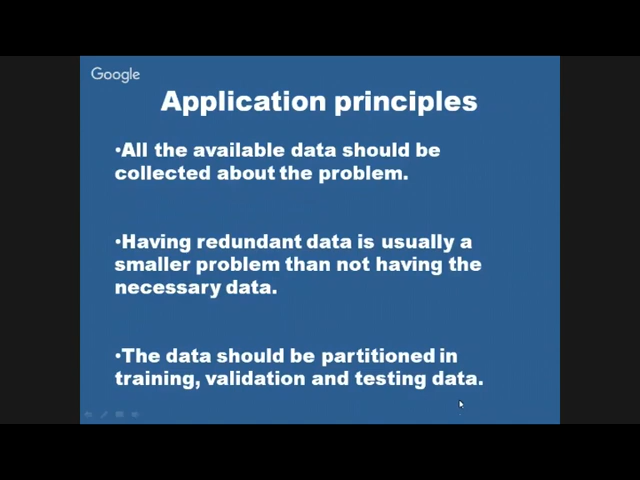 Google
Application principles
•All the available data should be
collected about the problem.
•Having redundant data is usually a
smaller problem than not having the
necessary data.
•The data should be partitioned in
training, validation and testing data.